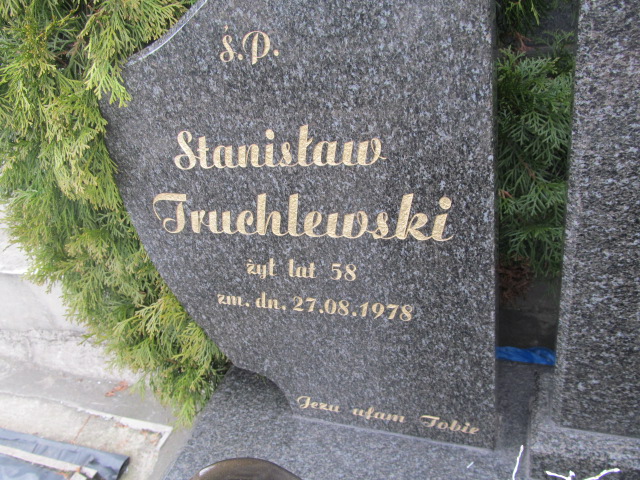 Ś.P.
Stanisław
Truchlewski
żył lat 58
zm. dn. 27.08.1978
Jezu ufam Tobie